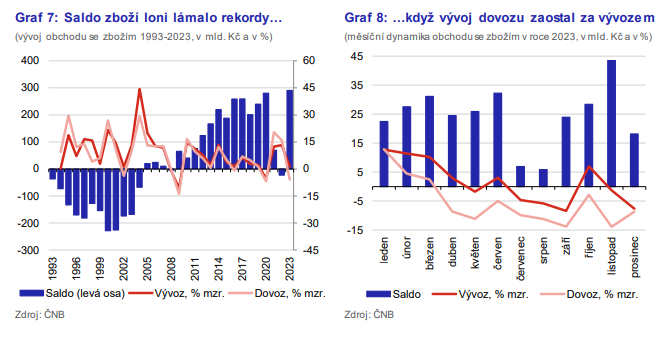 Graf 7: Saldo zboží loni lámalo rekordy…
(vývoj obchodu se zbožím 1993-2023, v mld. Kč a v %)
400
300
200
100
0
-100
-200
-300
60
45
30
15
0
-15
-30
-45
1993
1996
1999
2002
2005
2008
2011
2014
2017
2020
2023
Saldo (levá osa)
Vývoz, % mzr.
Dovoz, % mzr.
Zdroj: ČNB
Graf 8: …když vývoj dovozu zaostal za vývozem
(měsíční dynamika obchodu se zbožím v roce 2023, v mld. Kč a v %)
45
35
25
15
5
-5
-15
leden
únor
březen
duben
květen
červen
červenec
srpen
září
říjen
listopad
prosinec
Saldo
Vývoz, % mzr.
Dovoz, % mzr.
Zdroj: ČNB